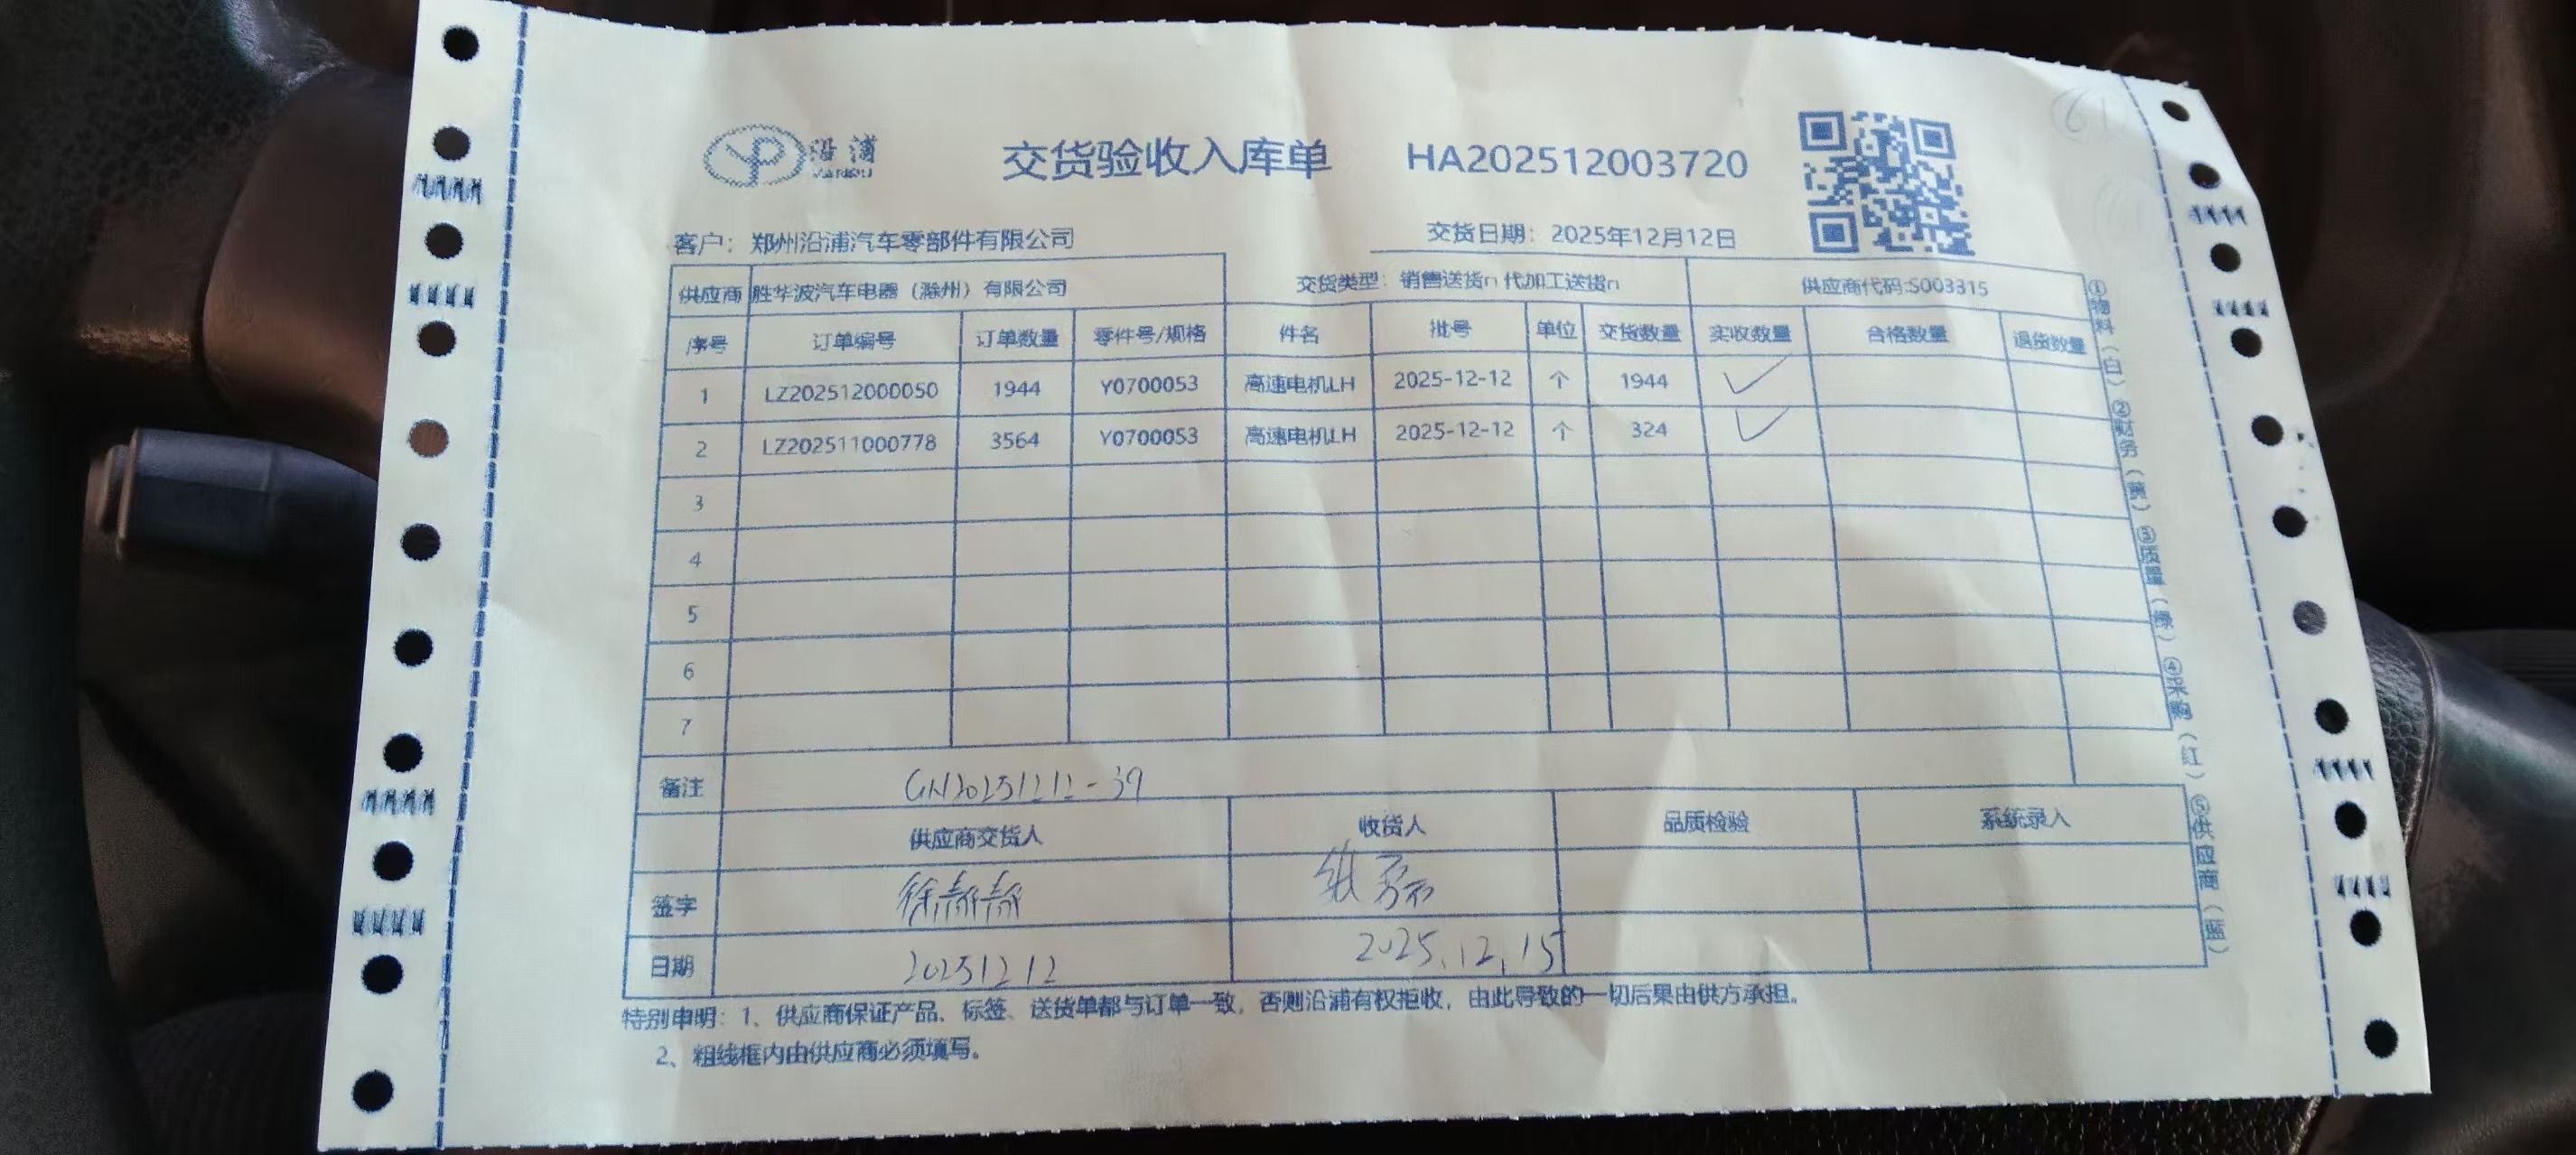 沿浦
YANPU
交货验收入库单 HA202512003720
客户：郑州沿浦汽车零部件有限公司 交货日期：2025年12月12日
供应商 胜华波汽车电器（滁州）有限公司 交货类型：销售送货n 代加工送货n 供应商代码:S003315
序号 订单编号 订单数量 零件号/规格 件名 批号 单位 交货数量 实收数量 合格数量 退货数量
1 LZ202512000050 1944 Y0700053 高速电机LH 2025-12-12 个 1944 ✓
2 LZ202511000778 3564 Y0700053 高速电机LH 2025-12-12 个 324 ✓
3
4
5
6
7
备注 GN20251212-39
供应商交货人 收货人 品质检验 系统录入
签字 徐静静
日期 20251212 2025.12.15
特别申明：1、供应商保证产品、标签、送货单都与订单一致，否则沿浦有权拒收，由此导致的一切后果由供方承担。
2、粗线框内由供应商必须填写。
①物料（白）②财务（黄）③质量（绿）④采购（红）⑤供应商（蓝）